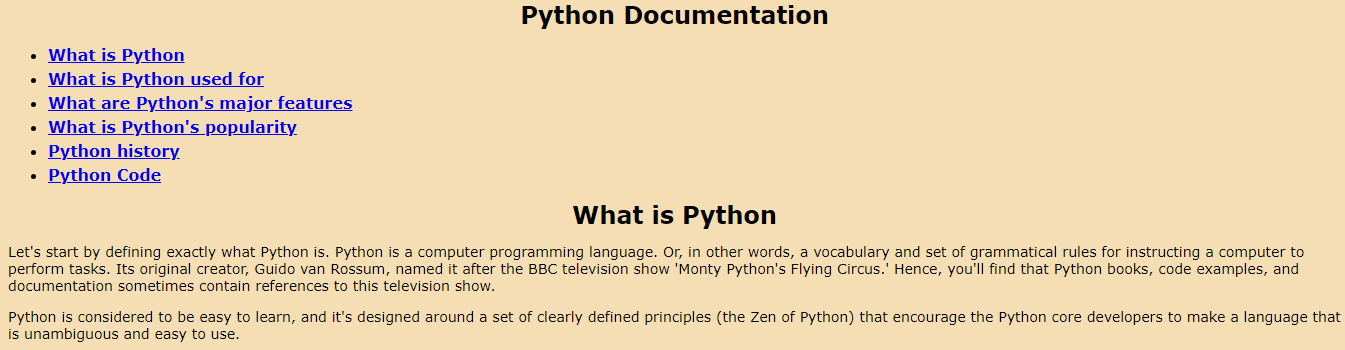 Python Documentation
What is Python
What is Python used for
What are Python's major features
What is Python's popularity
Python history
Python Code
What is Python
Let's start by defining exactly what Python is. Python is a computer programming language. Or, in other words, a vocabulary and set of grammatical rules for instructing a computer to
perform tasks. Its original creator, Guido van Rossum, named it after the BBC television show 'Monty Python's Flying Circus.' Hence, you'll find that Python books, code examples, and
documentation sometimes contain references to this television show.
Python is considered to be easy to learn, and it's designed around a set of clearly defined principles (the Zen of Python) that encourage the Python core developers to make a language that
is unambiguous and easy to use.